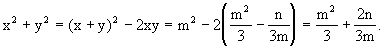 x² + y² = (x + y)² − 2xy = m² − 2(m²/3 − n/3m) = m²/3 + 2n/3m.